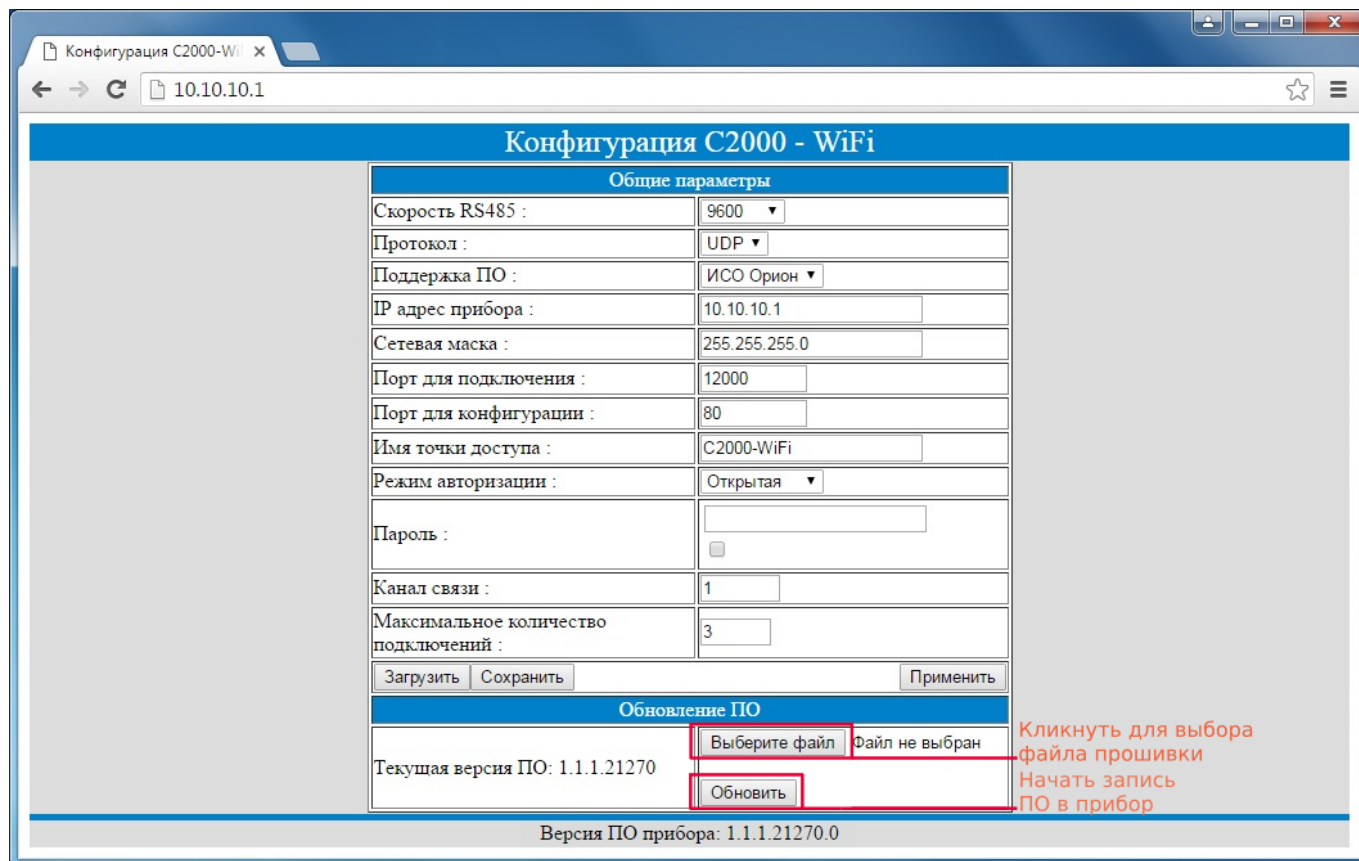 Конфигурация C2000-Wi
10.10.10.1
Конфигурация C2000 - WiFi
Общие параметры
Скорость RS485 : 9600
Протокол : UDP
Поддержка ПО : ИСО Орион
IP адрес прибора : 10.10.10.1
Сетевая маска : 255.255.255.0
Порт для подключения : 12000
Порт для конфигурации : 80
Имя точки доступа : C2000-WiFi
Режим авторизации : Открытая
Пароль :
Канал связи : 1
Максимальное количество
подключений : 3
Загрузить Сохранить Применить
Обновление ПО
Выберите файл Файл не выбран
Текущая версия ПО: 1.1.1.21270
Обновить
Кликнуть для выбора
файла прошивки
Начать запись
ПО в прибор
Версия ПО прибора: 1.1.1.21270.0